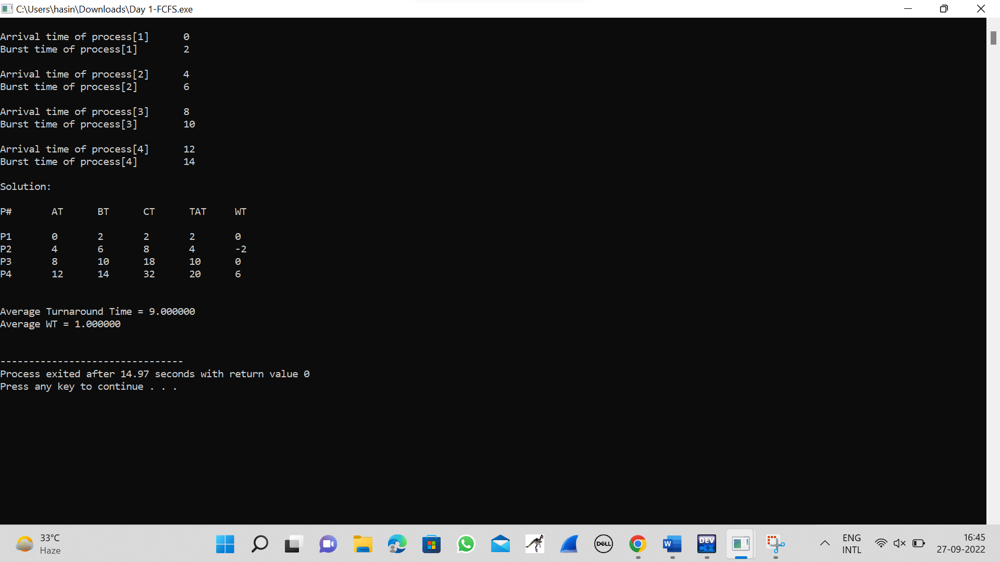 C:\Users\hasin\Downloads\Day 1-FCFS.exe
Arrival time of process[1] 0
Burst time of process[1] 2
Arrival time of process[2] 4
Burst time of process[2] 6
Arrival time of process[3] 8
Burst time of process[3] 10
Arrival time of process[4] 12
Burst time of process[4] 14
Solution:
P# AT BT CT TAT WT
P1 0 2 2 2 0
P2 4 6 8 4 -2
P3 8 10 18 10 0
P4 12 14 32 20 6
Average Turnaround Time = 9.000000
Average WT = 1.000000
--------------------------------
Process exited after 14.97 seconds with return value 0
Press any key to continue . . .
33°C
Haze
DELL
W
DEV
C++
ENG
INTL
16:45
27-09-2022